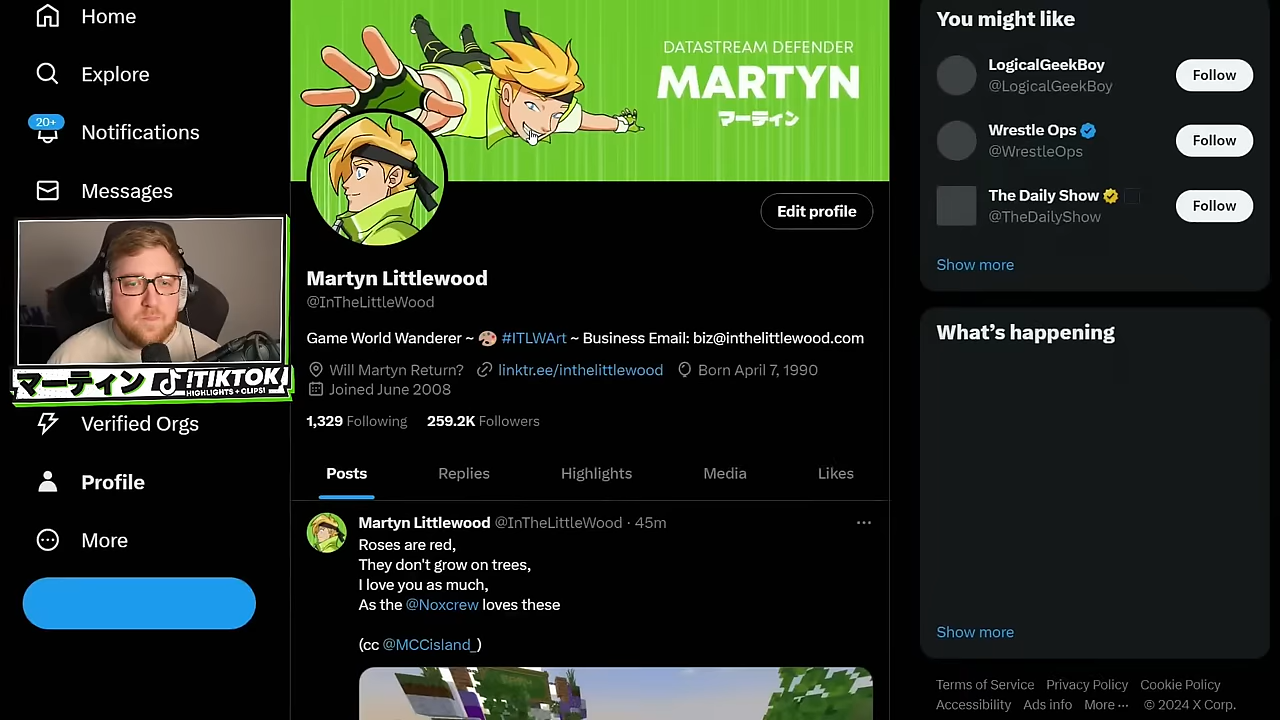 Home
Explore
20+
Notifications
Messages
マーティン
!TIKTOK
HIGHLIGHTS + CLIPS!
Verified Orgs
Profile
More
DATASTREAM DEFENDER
MARTYN
マーティン
Edit profile
Martyn Littlewood
@InTheLittleWood
Game World Wanderer ~ 🎨 #ITLWArt ~ Business Email: biz@inthelittlewood.com
Will Martyn Return? linktr.ee/inthelittlewood Born April 7, 1990
Joined June 2008
1,329 Following 259.2K Followers
Posts Replies Highlights Media Likes
Martyn Littlewood @InTheLittleWood · 45m
Roses are red,
They don't grow on trees,
I love you as much,
As the @Noxcrew loves these
(cc @MCCisland_)
You might like
LogicalGeekBoy
@LogicalGeekBoy
Follow
Wrestle Ops
@WrestleOps
Follow
The Daily Show
@TheDailyShow
Follow
Show more
What's happening
Show more
Terms of Service Privacy Policy Cookie Policy
Accessibility Ads info More ··· © 2024 X Corp.